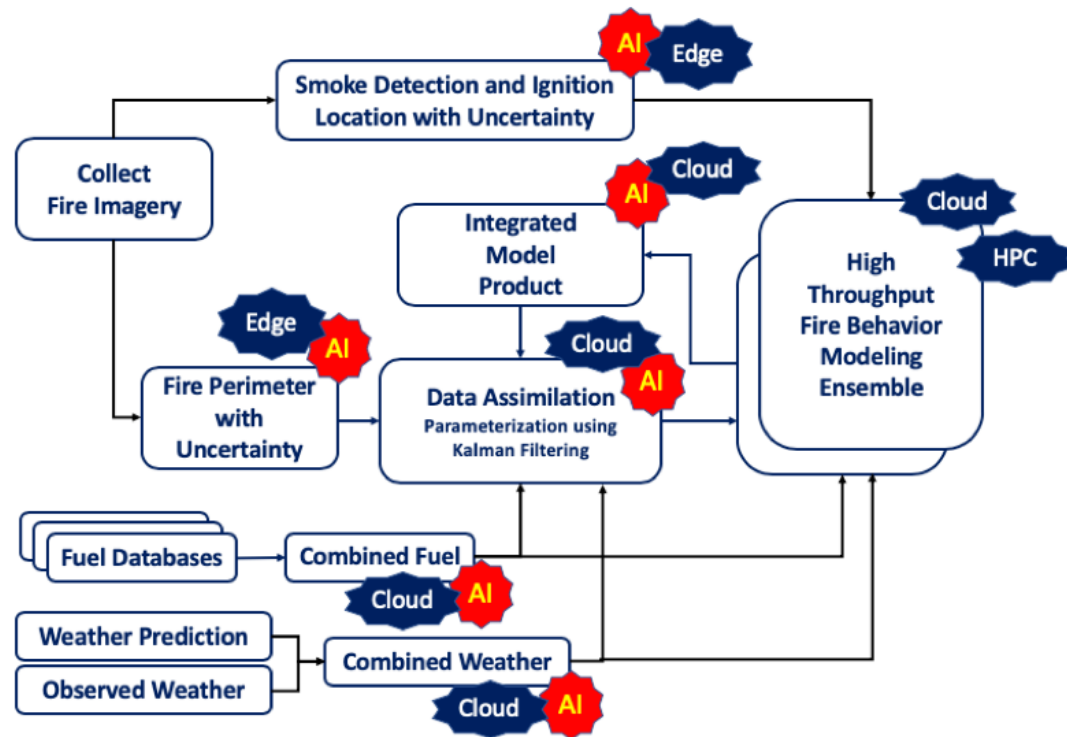 AI
Edge
Smoke Detection and Ignition
Location with Uncertainty
Collect
Fire Imagery
AI
Cloud
Integrated
Model
Product
Cloud
HPC
High
Throughput
Fire Behavior
Modeling
Ensemble
Edge
AI
Fire Perimeter
with
Uncertainty
Cloud
AI
Data Assimilation
Parameterization using
Kalman Filtering
Fuel Databases
Combined Fuel
Cloud
AI
Weather Prediction
Observed Weather
Combined Weather
Cloud
AI